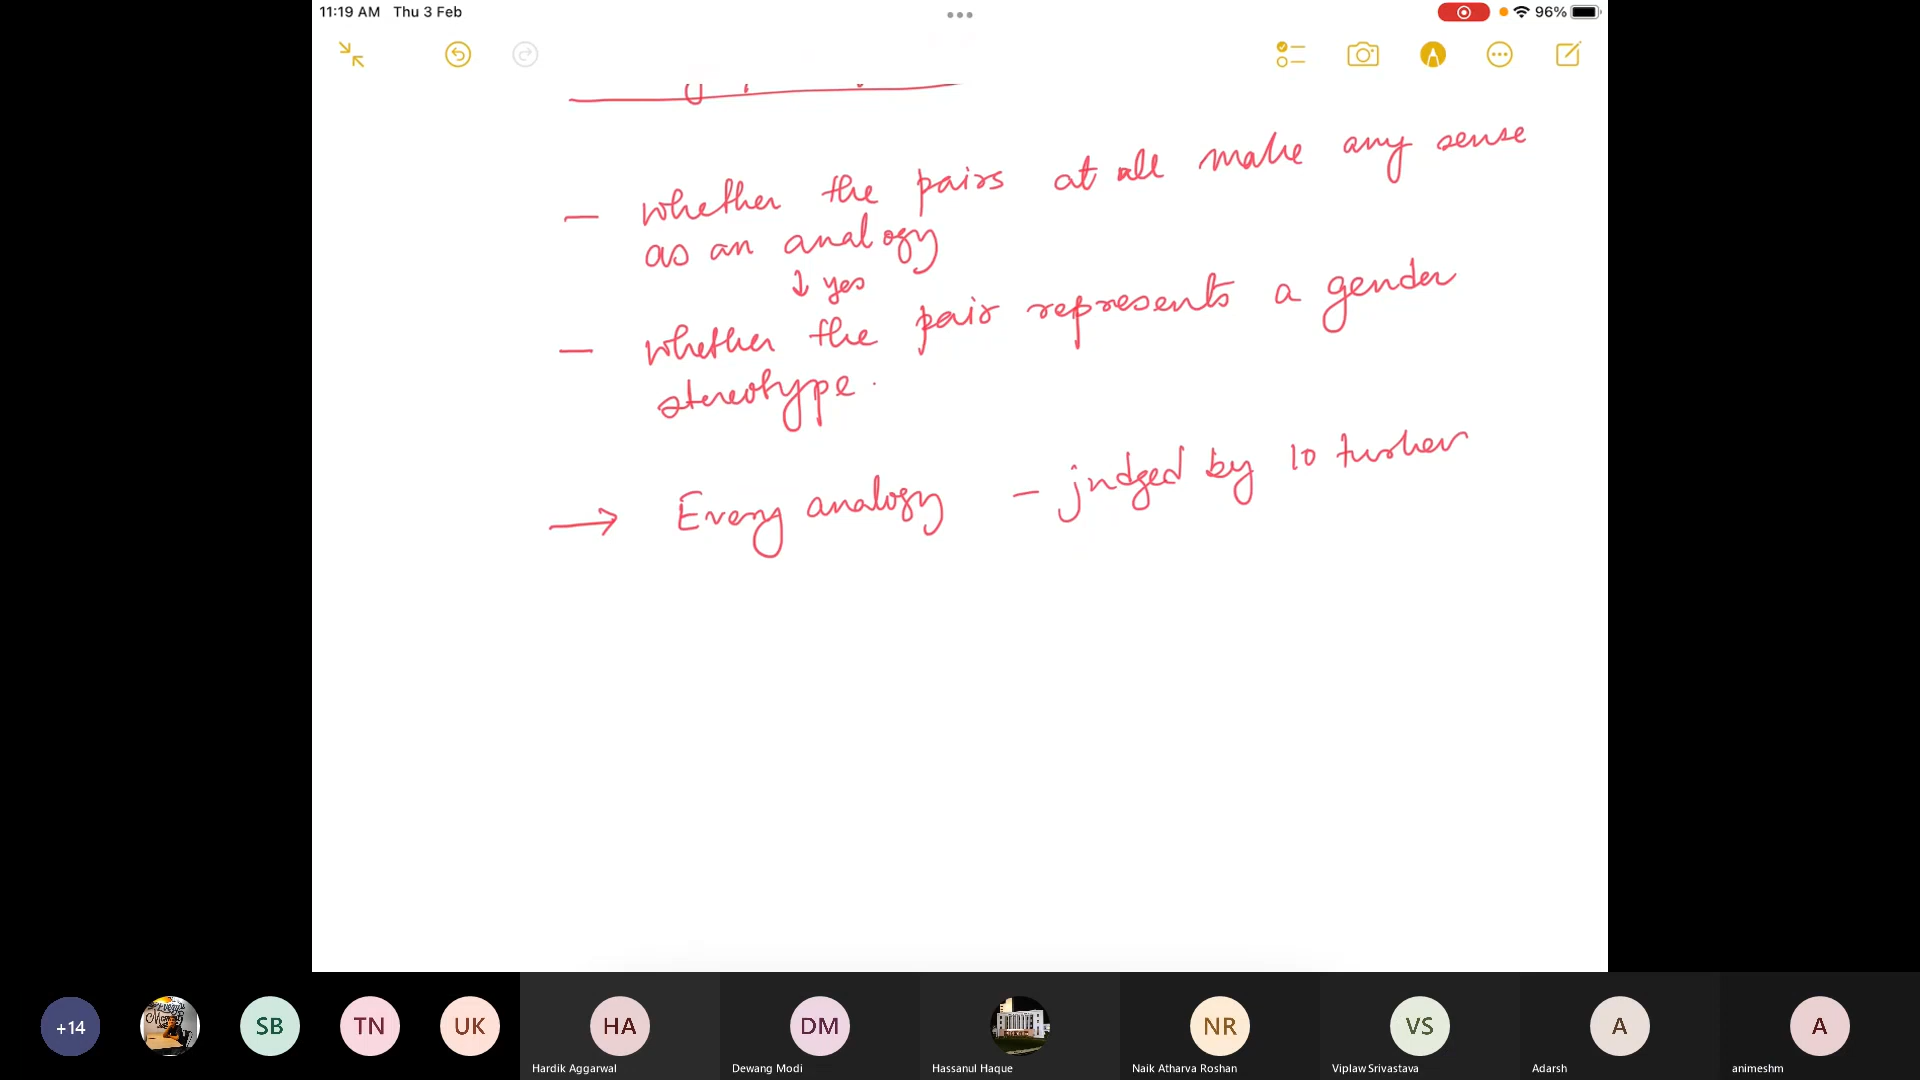 11:19 AM Thu 3 Feb
96%
— whether the pairs at all make any sense
as an analogy
↓ yes
— whether the pair represents a gender
stereotype.
→ Every analogy – judged by 10 turker
+14
SB
TN
UK
HA
DM
NR
VS
A
A
Hardik Aggarwal
Dewang Modi
Hassanul Haque
Naik Atharva Roshan
Viplaw Srivastava
Adarsh
animeshm